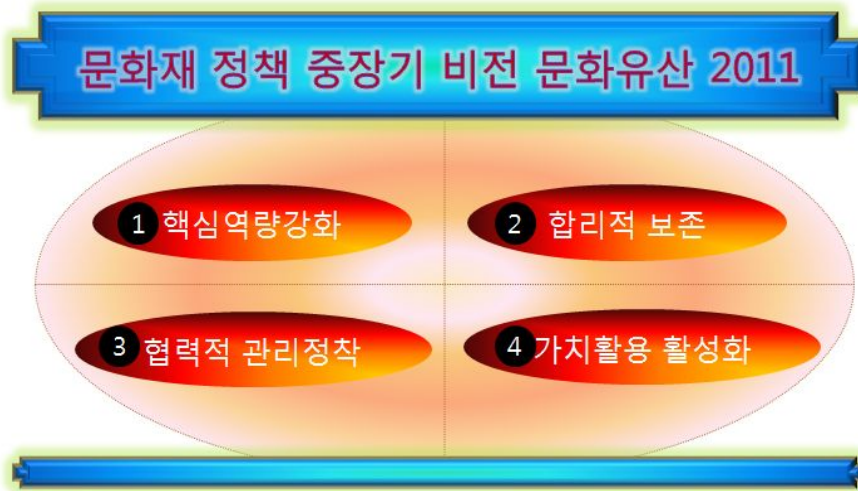 문화재 정책 중장기 비전 문화유산 2011
1 핵심역량강화
2 합리적 보존
3 협력적 관리정착
4 가치활용 활성화